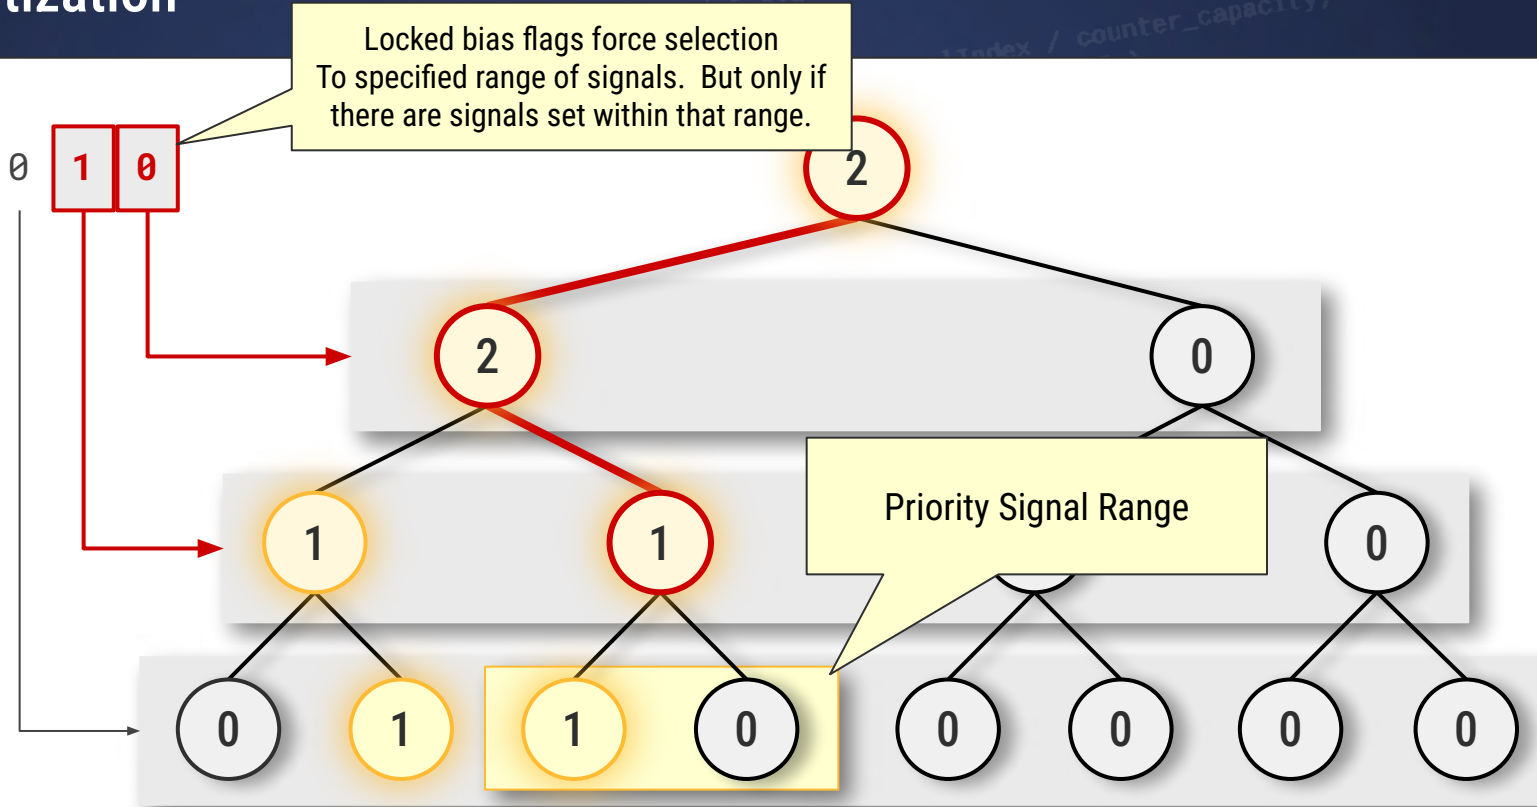 tization
/ counter_capacity,
Locked bias flags force selection
To specified range of signals.  But only if
there are signals set within that range.
0 1 0
2
2 0
1 1 0
Priority Signal Range
0 1 1 0 0 0 0 0